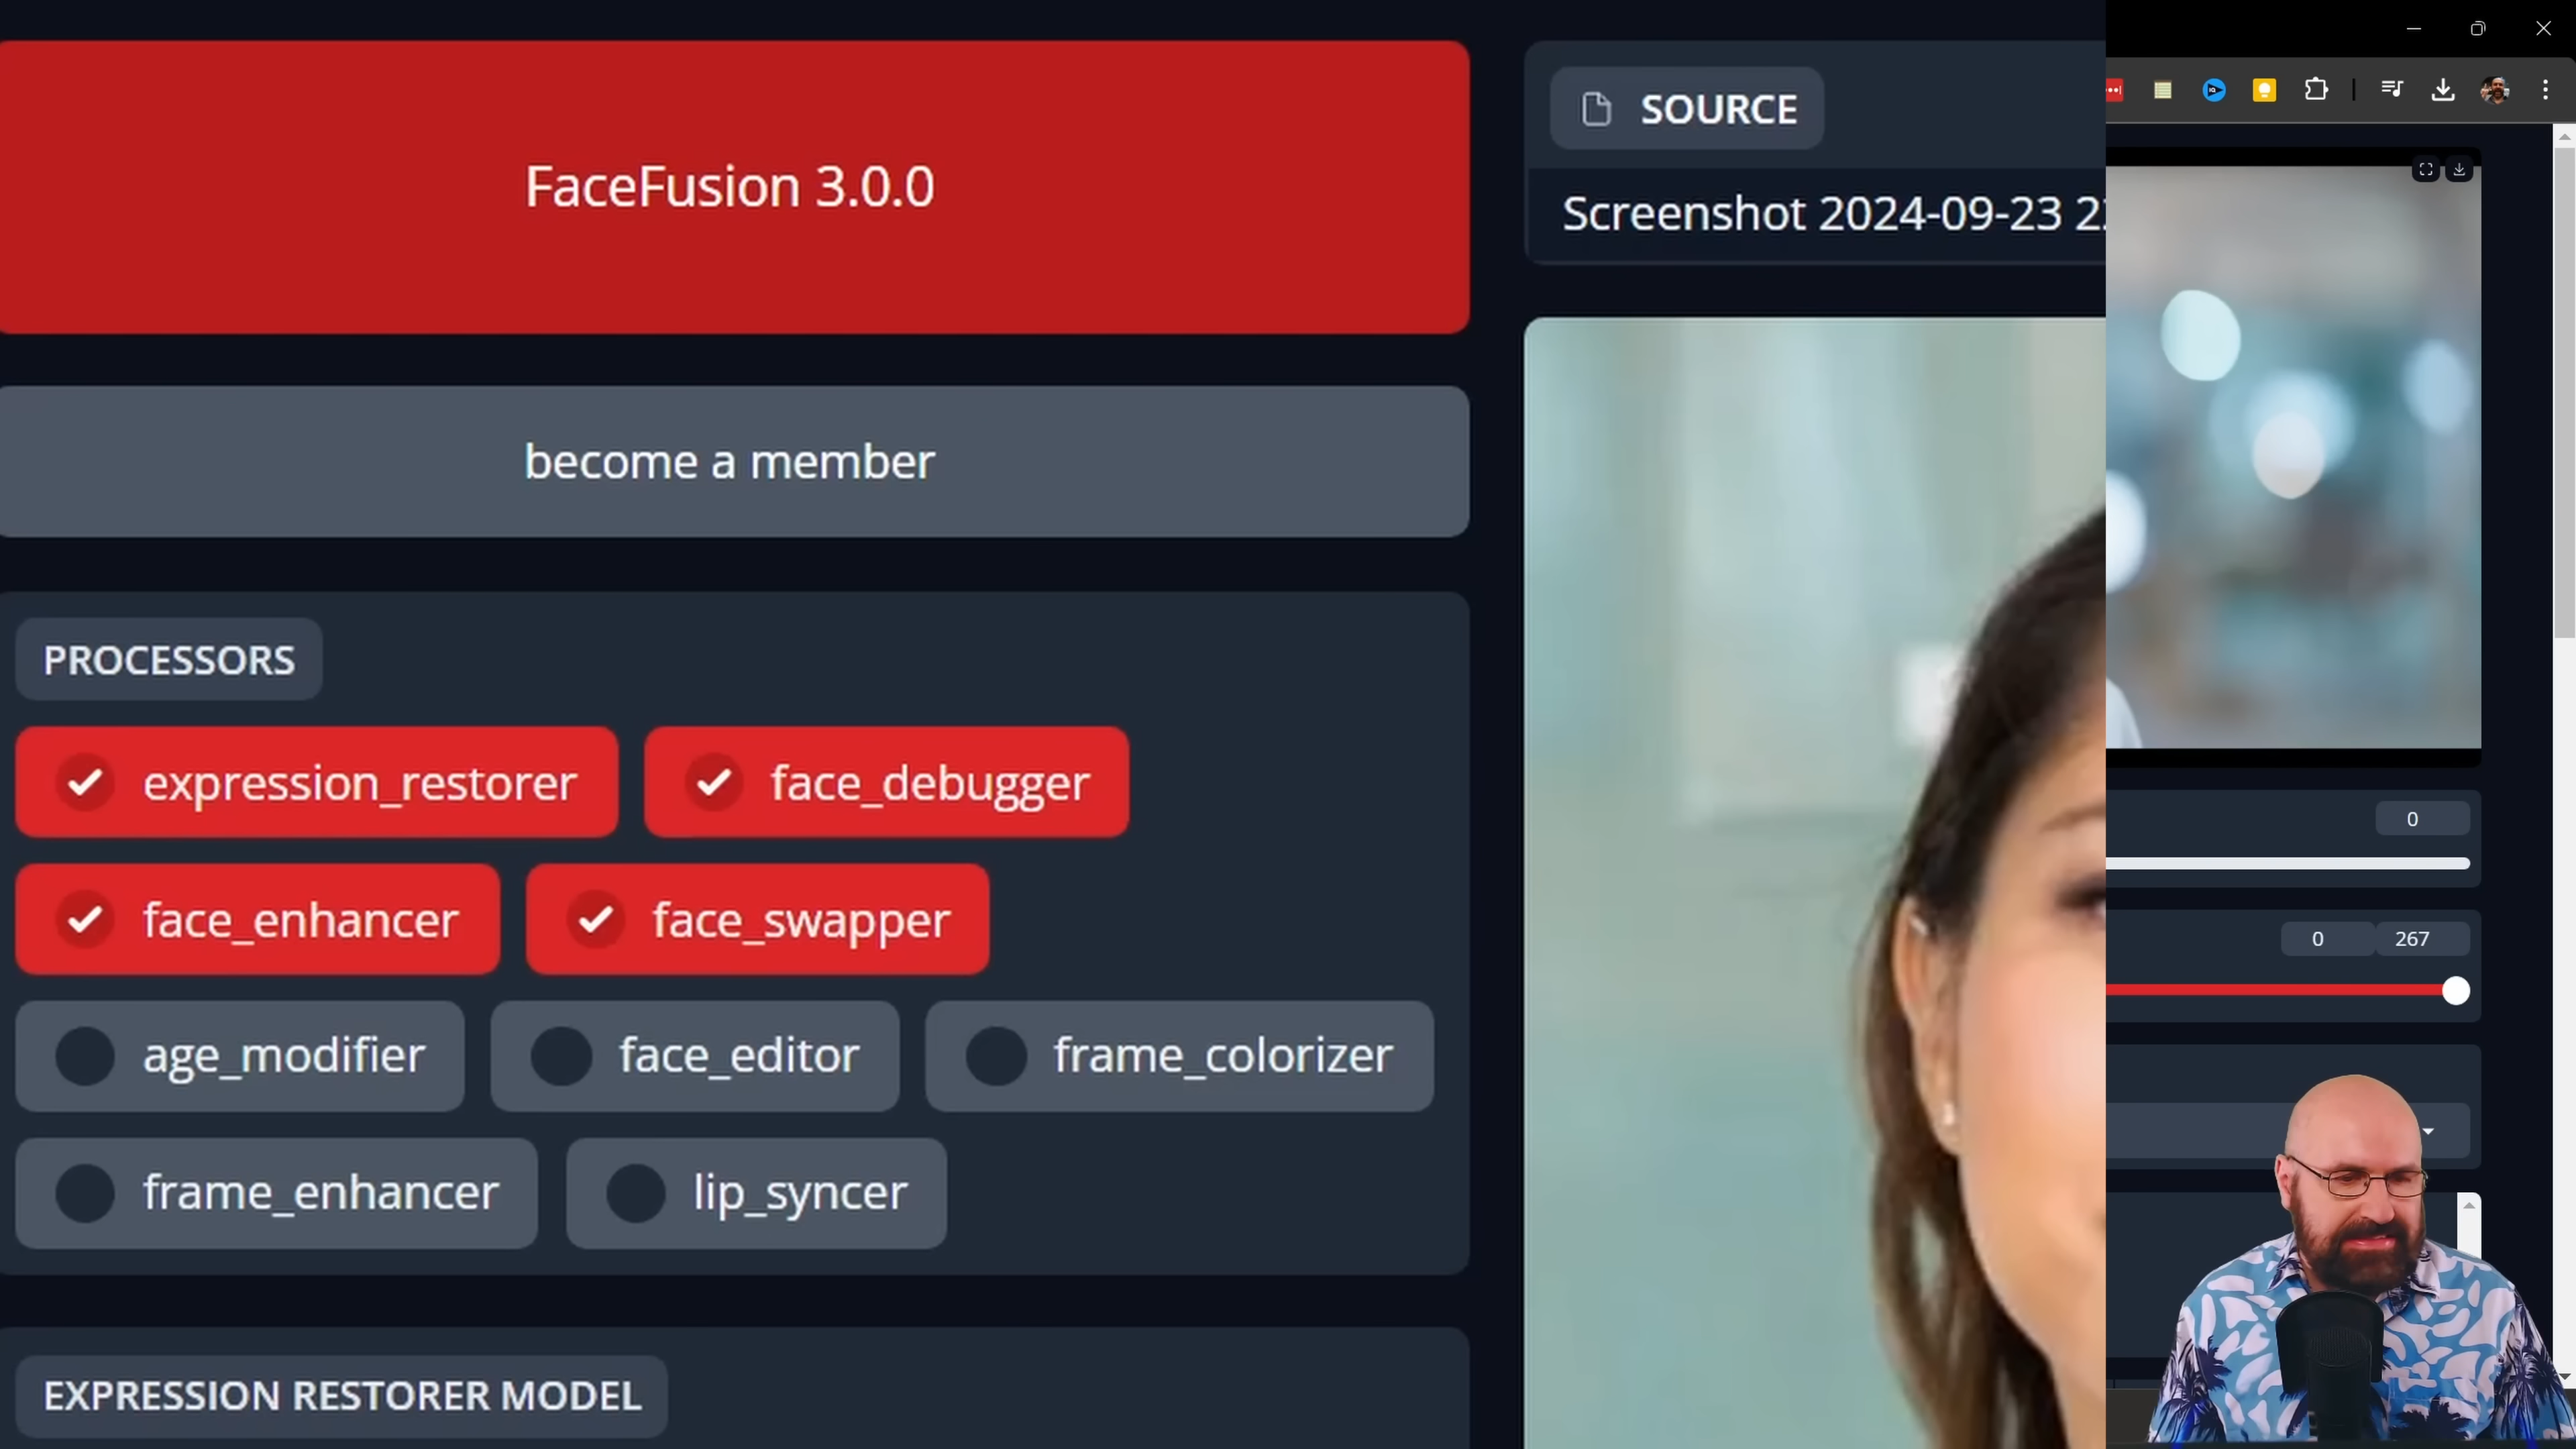 FaceFusion 3.0.0
become a member
PROCESSORS
expression_restorer
face_debugger
face_enhancer
face_swapper
age_modifier
face_editor
frame_colorizer
frame_enhancer
lip_syncer
EXPRESSION RESTORER MODEL
SOURCE
Screenshot 2024-09-23
0
0
267